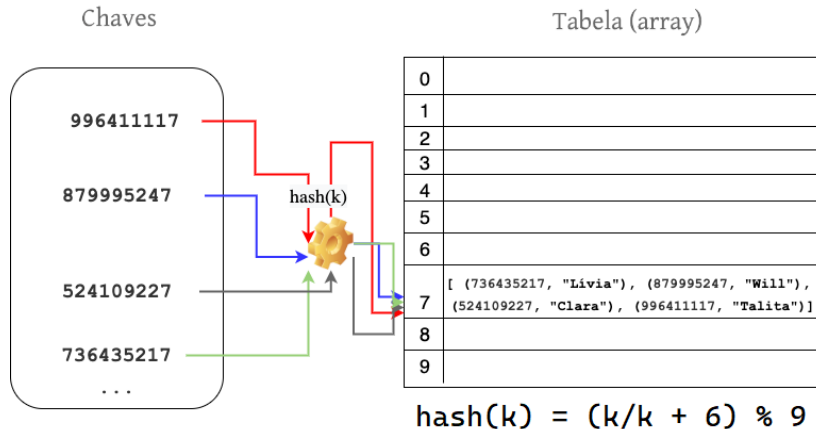 Chaves
Tabela (array)
996411117
879995247
524109227
736435217
...
hash(k)
0
1
2
3
4
5
6
7
[ (736435217, "Lívia"), (879995247, "Will"),
(524109227, "Clara"), (996411117, "Talita")]
8
9
hash(k) = (k/k + 6) % 9